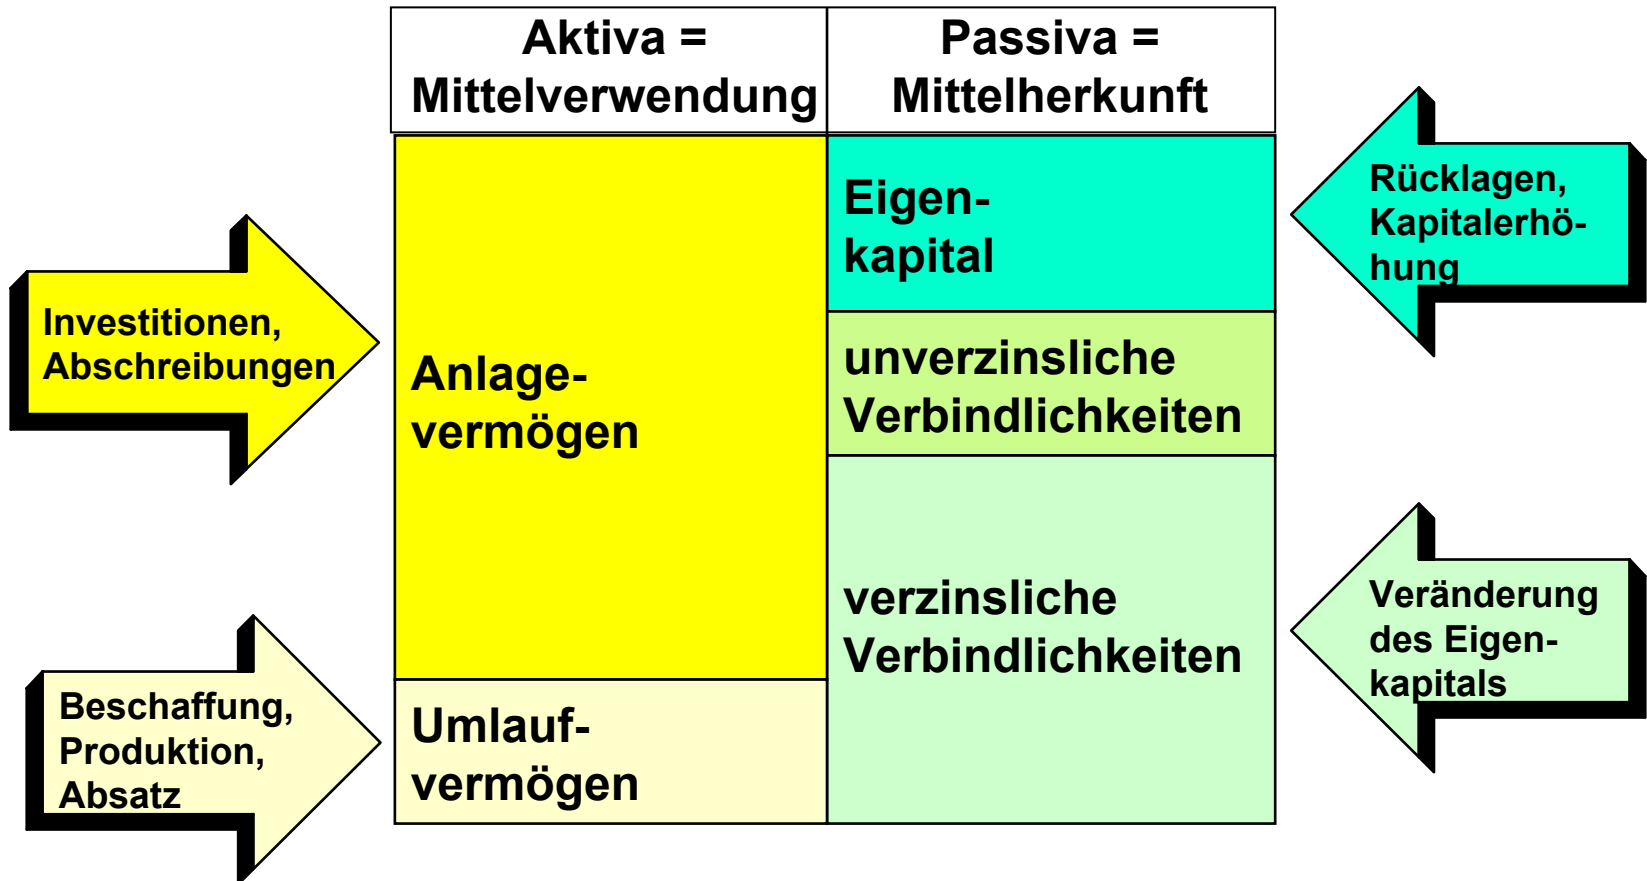 Aktiva =
Mittelverwendung
Passiva =
Mittelherkunft
Investitionen,
Abschreibungen
Beschaffung,
Produktion,
Absatz
Anlage-
vermögen
Umlauf-
vermögen
Eigen-
kapital
unverzinsliche
Verbindlichkeiten
verzinsliche
Verbindlichkeiten
Rücklagen,
Kapitalerhö-
hung
Veränderung
des Eigen-
kapitals